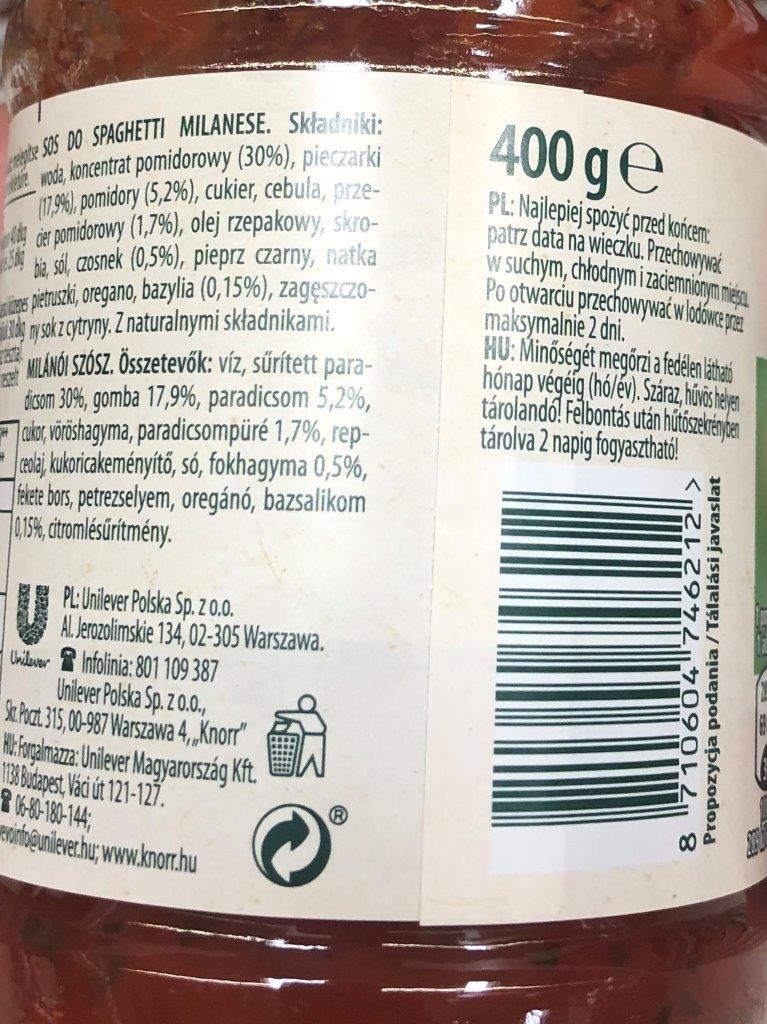 SOS DO SPAGHETTI MILANESE. Składniki:
woda, koncentrat pomidorowy (30%), pieczarki
(17,9%), pomidory (5,2%), cukier, cebula, prze-
cier pomidorowy (1,7%), olej rzepakowy, skro-
bia, sól, czosnek (0,5%), pieprz czarny, natka
pietruszki, oregano, bazylia (0,15%), zagęszczo-
ny sok z cytryny. Z naturalnymi składnikami.
MILÁNÓI SZÓSZ. Összetevők: víz, sűrített para-
dicsom 30%, gomba 17,9%, paradicsom 5,2%,
cukor, vöröshagyma, paradicsompüré 1,7%, rep-
ceolaj, kukoricakeményítő, só, fokhagyma 0,5%,
fekete bors, petrezselyem, oregánó, bazsalikom
0,15%, citromlésűrítmény.
Unilever
PL: Unilever Polska Sp. z o.o.
Al. Jerozolimskie 134, 02-305 Warszawa.
Infolinia: 801 109 387
Unilever Polska Sp. z o.o.,
Skr. Poczt. 315, 00-987 Warszawa 4, „Knorr"
HU: Forgalmazza: Unilever Magyarország Kft.
1138 Budapest, Váci út 121-127.
06-80-180-144;
vevoinfo@unilever.hu; www.knorr.hu
®
400 g e
PL: Najlepiej spożyć przed końcem:
patrz data na wieczku. Przechowywać
w suchym, chłodnym i zaciemnionym miejscu.
Po otwarciu przechowywać w lodówce przez
maksymalnie 2 dni.
HU: Minőségét megőrzi a fedélen látható
hónap végéig (hó/év). Száraz, hűvös helyen
tárolandó! Felbontás után hűtőszekrényben
tárolva 2 napig fogyasztható!
8 710604 746212 >
Propozycja podania / Tálalási javaslat